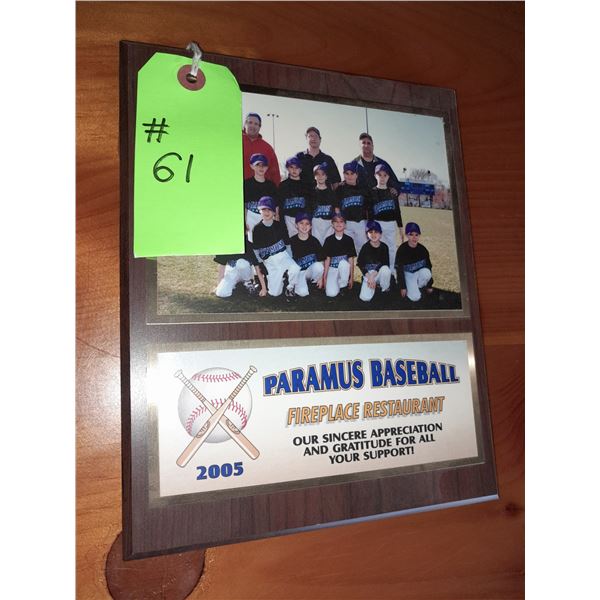 #
61
PARAMUS BASEBALL
FIREPLACE RESTAURANT
OUR SINCERE APPRECIATION
AND GRATITUDE FOR ALL
YOUR SUPPORT!
2005